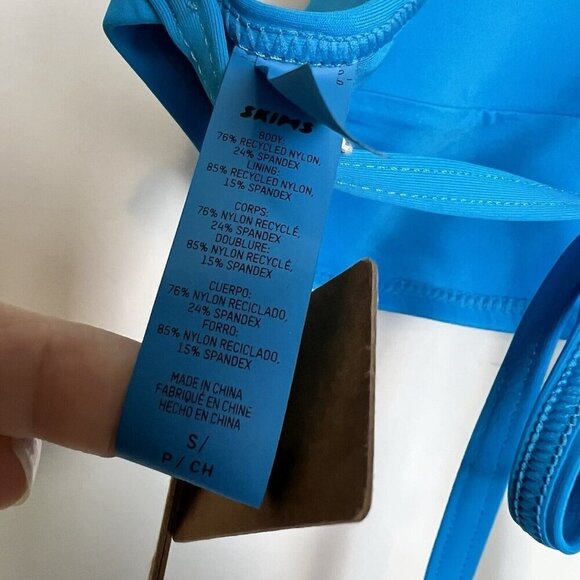 SKIMS
BODY:
76% RECYCLED NYLON,
24% SPANDEX
LINING:
85% RECYCLED NYLON,
15% SPANDEX
CORPS:
76% NYLON RECYCLÉ,
24% SPANDEX
DOUBLURE:
85% NYLON RECYCLÉ,
15% SPANDEX
CUERPO:
76% NYLON RECICLADO,
24% SPANDEX
FORRO:
85% NYLON RECICLADO,
15% SPANDEX
MADE IN CHINA
FABRIQUÉ EN CHINE
HECHO EN CHINA
S/
P/CH